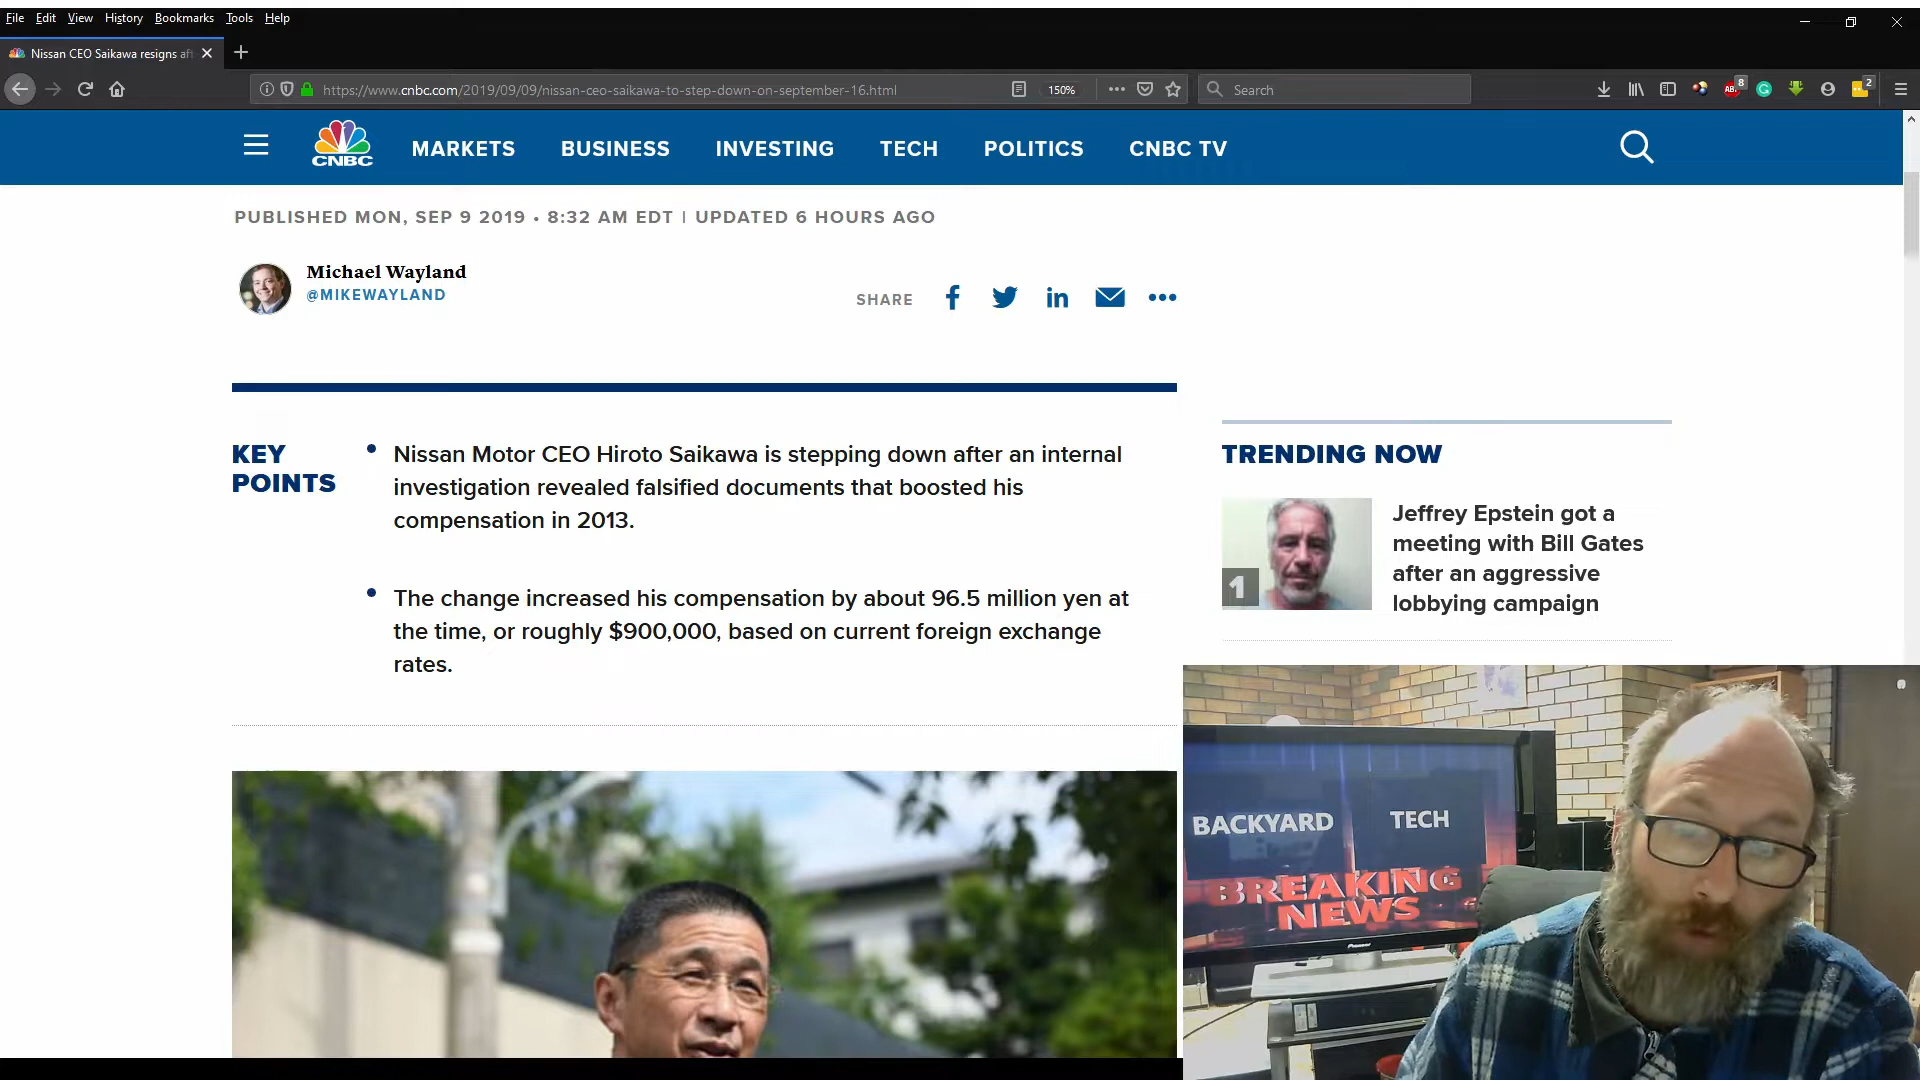 File Edit View History Bookmarks Tools Help
Nissan CEO Saikawa resigns aft
https://www.cnbc.com/2019/09/09/nissan-ceo-saikawa-to-step-down-on-september-16.html
150%
Search
8
2
CNBC
MARKETS BUSINESS INVESTING TECH POLITICS CNBC TV
PUBLISHED MON, SEP 9 2019 • 8:32 AM EDT | UPDATED 6 HOURS AGO
Michael Wayland
@MIKEWAYLAND
SHARE
KEY
POINTS
• Nissan Motor CEO Hiroto Saikawa is stepping down after an internal
investigation revealed falsified documents that boosted his
compensation in 2013.
• The change increased his compensation by about 96.5 million yen at
the time, or roughly $900,000, based on current foreign exchange
rates.
TRENDING NOW
1
Jeffrey Epstein got a
meeting with Bill Gates
after an aggressive
lobbying campaign
BACKYARD TECH
BREAKING
NEWS
Pioneer